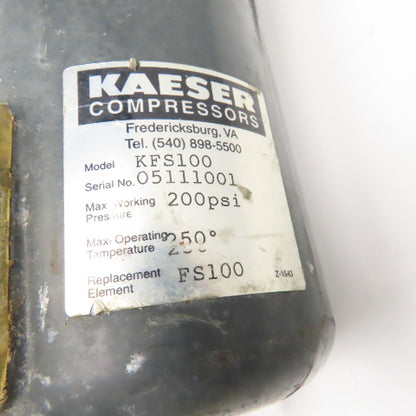 KAESER
COMPRESSORS
Fredericksburg, VA
Tel. (540) 898-5500
Model KFS100
Serial No. 05111001
Max Working Pressure 200psi
Max. Operating Temperature 250°
Replacement Element FS100